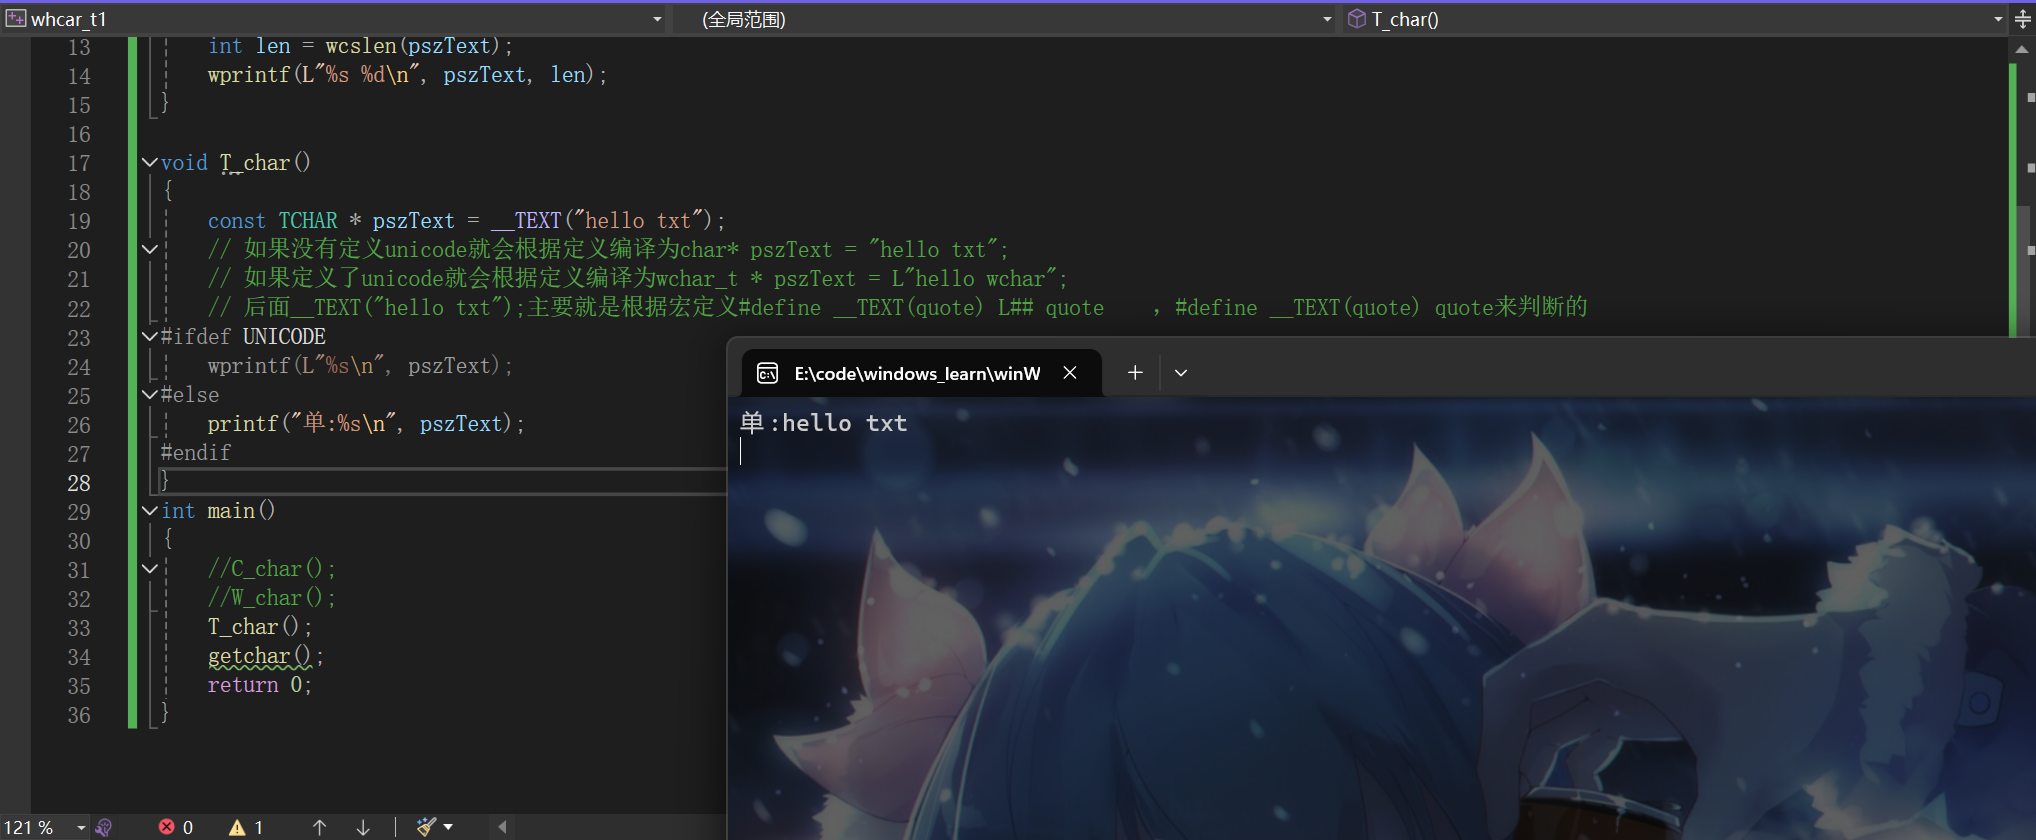 whcar_t1 (全局范围) T_char()
13 int len = wcslen(pszText);
14 wprintf(L"%s %d\n", pszText, len);
15 }
16
17 void T_char()
18 {
19 const TCHAR * pszText = __TEXT("hello txt");
20 // 如果没有定义unicode就会根据定义编译为char* pszText = "hello txt";
21 // 如果定义了unicode就会根据定义编译为wchar_t * pszText = L"hello wchar";
22 // 后面__TEXT("hello txt");主要就是根据宏定义#define __TEXT(quote) L## quote    , #define __TEXT(quote) quote来判断的
23 #ifdef UNICODE
24 wprintf(L"%s\n", pszText);
25 #else
26 printf("单:%s\n", pszText);
27 #endif
28 }
29 int main()
30 {
31 //C_char();
32 //W_char();
33 T_char();
34 getchar();
35 return 0;
36 }
E:\code\windows_learn\winW
单:hello txt
121 % 0 1